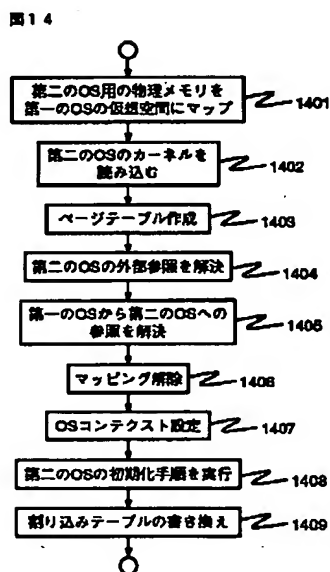 図14
第二のOS用の物理メモリを
第一のOSの仮想空間にマップ
1401
第二のOSのカーネルを
読み込む
1402
ページテーブル作成
1403
第二のOSの外部参照を解決
1404
第一のOSから第二のOSへの
参照を解決
1405
マッピング解除
1406
OSコンテクスト設定
1407
第二のOSの初期化手順を実行
1408
割り込みテーブルの書き換え
1409